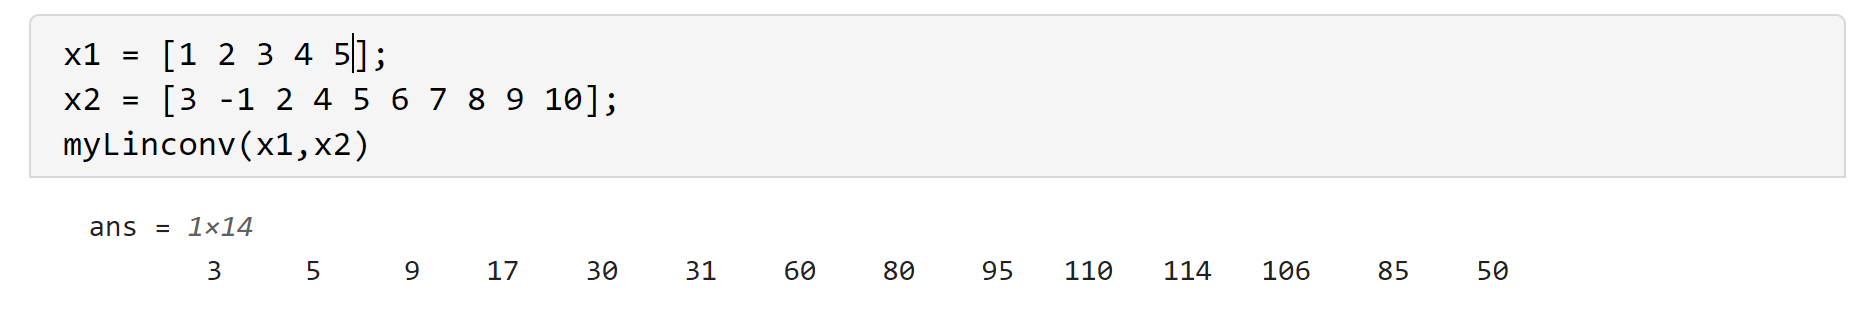 x1 = [1 2 3 4 5];
x2 = [3 -1 2 4 5 6 7 8 9 10];
myLinconv(x1,x2)
ans = 1×14
3 5 9 17 30 31 60 80 95 110 114 106 85 50